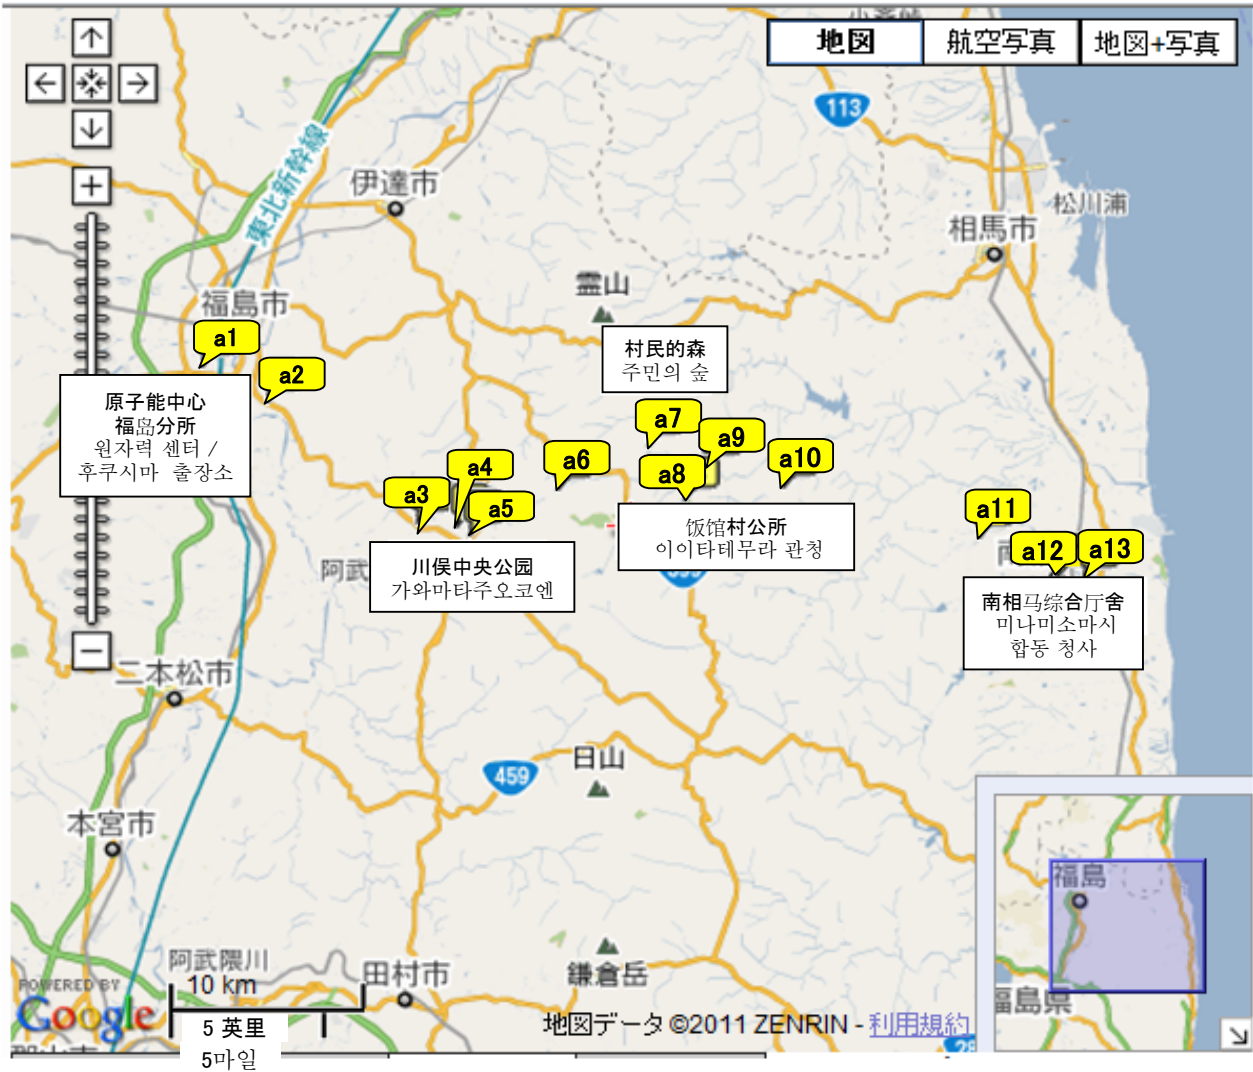 地図
航空写真
地図+写真
113
東北新幹線
伊達市
松川浦
相馬市
霊山
福島市
a1
a2
村民的森
주민의 숲
原子能中心
福岛分所
원자력 센터 /
후쿠시마 출장소
a7
a9
a6
a10
a4
a8
a3
a5
a11
饭馆村公所
이이타테무라 관청
a12
a13
阿武
川俣中央公园
가와마타주오코엔
南相马综合厅舍
미나미소마시
합동 청사
二本松市
日山
459
本宮市
福島
阿武隈川
10 km
田村市
鎌倉岳
福島県
POWERED BY
Google
5 英里
5마일
地図データ ©2011 ZENRIN - 利用規約